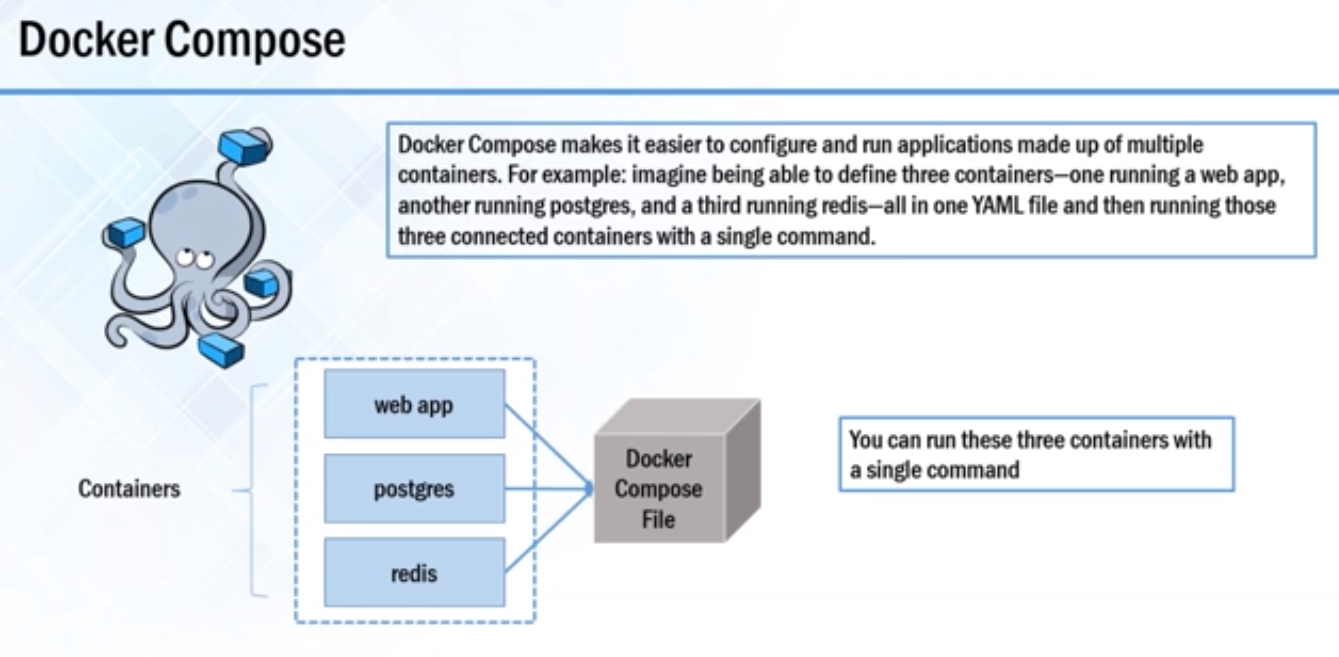 Docker Compose
Docker Compose makes it easier to configure and run applications made up of multiple
containers. For example: imagine being able to define three containers—one running a web app,
another running postgres, and a third running redis—all in one YAML file and then running those
three connected containers with a single command.
web app
postgres
redis
Containers
Docker
Compose
File
You can run these three containers with
a single command